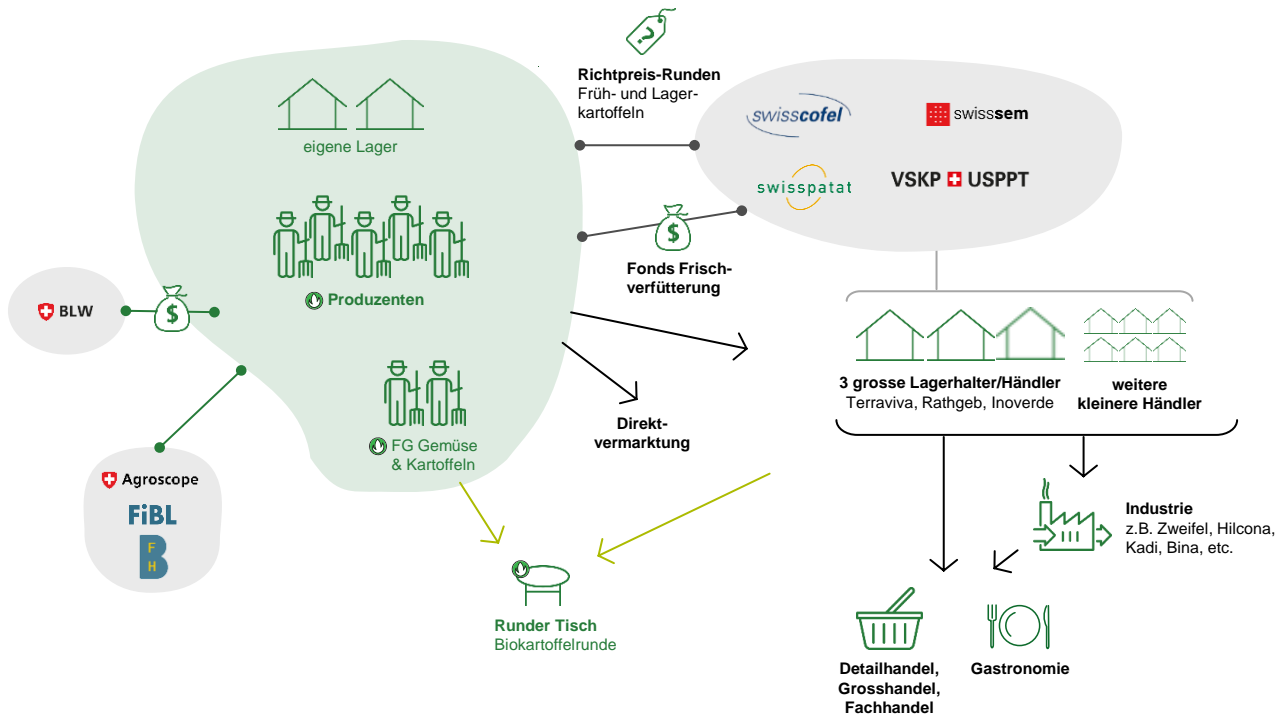 Richtpreis-Runden
Früh- und Lager-
kartoffeln
eigene Lager
swisscofel
swisssem
swisspatat
VSKP USPPT
Produzenten
$
Fonds Frisch-
verfütterung
BLW
$
3 grosse Lagerhalter/Händler
Terraviva, Rathgeb, Inoverde
weitere
kleinere Händler
Direkt-
vermarktung
FG Gemüse
& Kartoffeln
Agroscope
FiBL
B
F
H
Industrie
z.B. Zweifel, Hilcona,
Kadi, Bina, etc.
Runder Tisch
Biokartoffelrunde
Detailhandel,
Grosshandel,
Fachhandel
Gastronomie